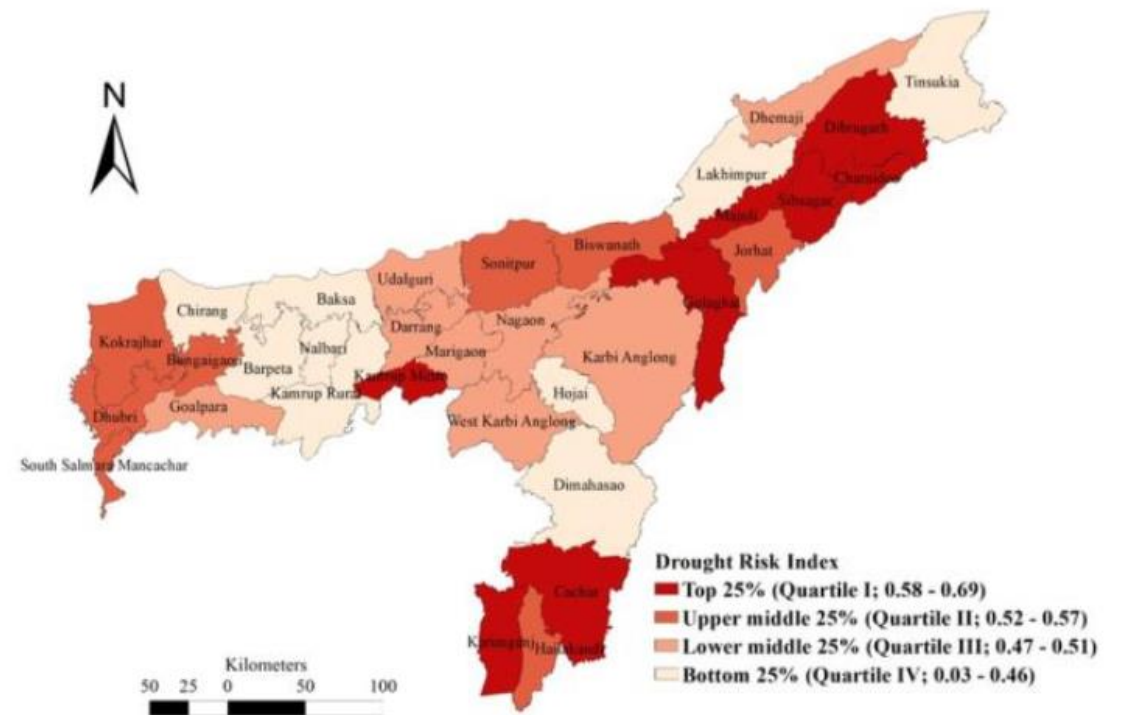 N
Tinsukia
Dhemaji
Dibrugarh
Lakhimpur
Charaideo
Sibsagar
Majuli
Biswanath
Jorhat
Sonitpur
Udalguri
Golaghat
Baksa
Chirang
Nagaon
Darrang
Kokrajhar
Nalbari
Marigaon
Karbi Anglong
Bongaigaon
Barpeta
Kamrup Metro
Kamrup Rural
Hojai
Goalpara
Dhubri
West Karbi Anglong
South Salmara Mancachar
Dimahasao
Drought Risk Index
Top 25% (Quartile I; 0.58 - 0.69)
Upper middle 25% (Quartile II; 0.52 - 0.57)
Lower middle 25% (Quartile III; 0.47 - 0.51)
Bottom 25% (Quartile IV; 0.03 - 0.46)
Cachar
Karimganj
Hailakandi
Kilometers
50 25 0 50 100